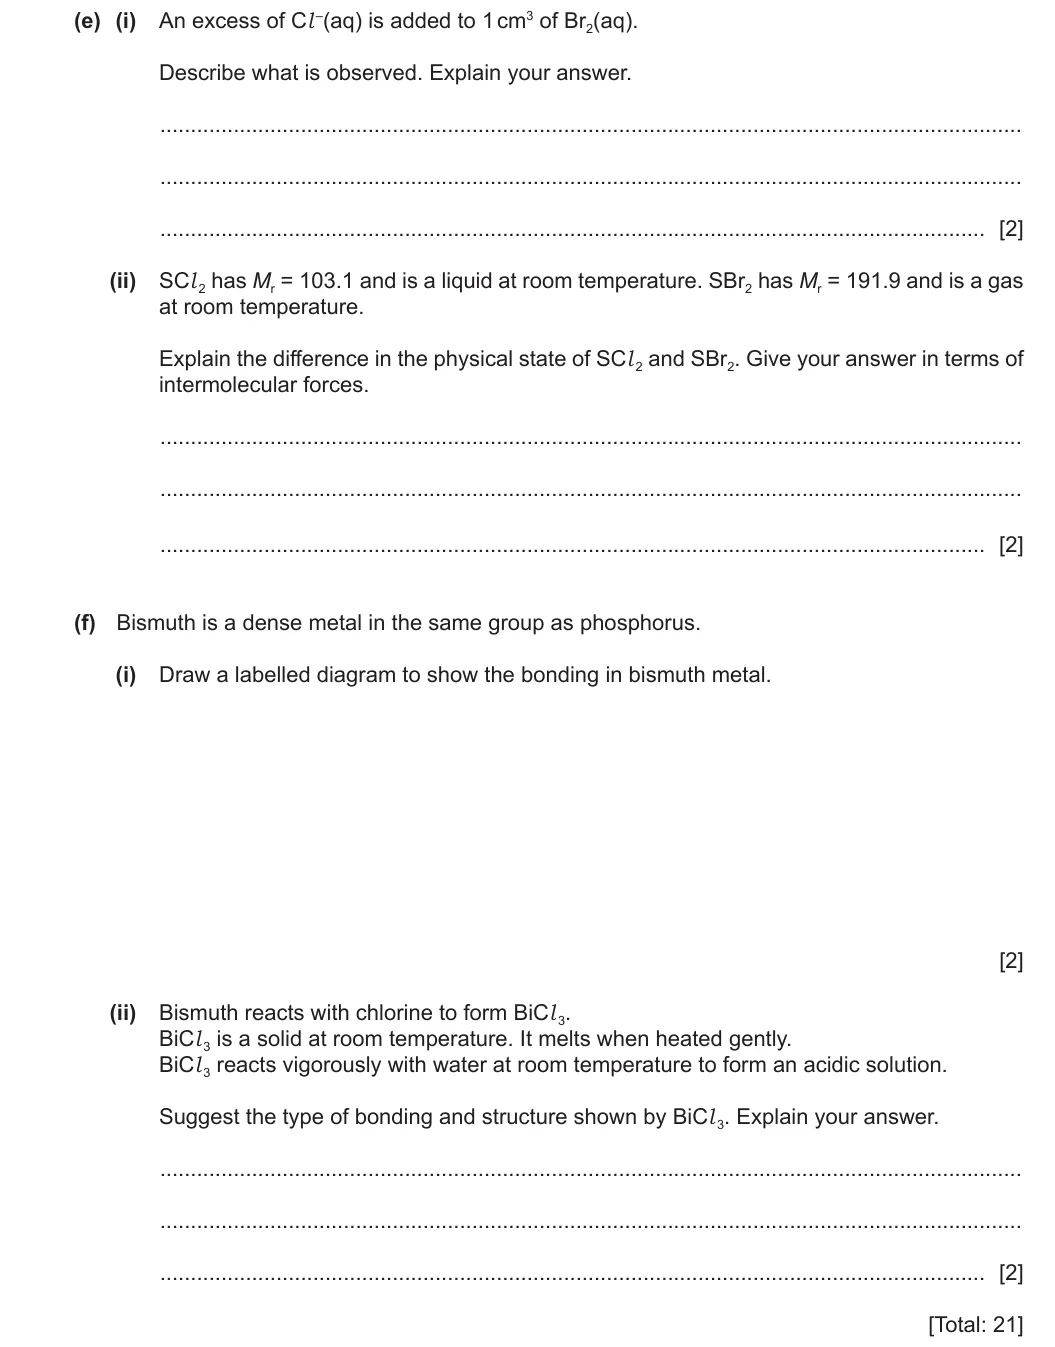 (e) (i) An excess of Cl⁻(aq) is added to 1 cm³ of Br₂(aq).
Describe what is observed. Explain your answer.
[2]
(ii) SCl₂ has Mᵣ = 103.1 and is a liquid at room temperature. SBr₂ has Mᵣ = 191.9 and is a gas
at room temperature.
Explain the difference in the physical state of SCl₂ and SBr₂. Give your answer in terms of
intermolecular forces.
[2]
(f) Bismuth is a dense metal in the same group as phosphorus.
(i) Draw a labelled diagram to show the bonding in bismuth metal.
[2]
(ii) Bismuth reacts with chlorine to form BiCl₃.
BiCl₃ is a solid at room temperature. It melts when heated gently.
BiCl₃ reacts vigorously with water at room temperature to form an acidic solution.
Suggest the type of bonding and structure shown by BiCl₃. Explain your answer.
[2]
[Total: 21]